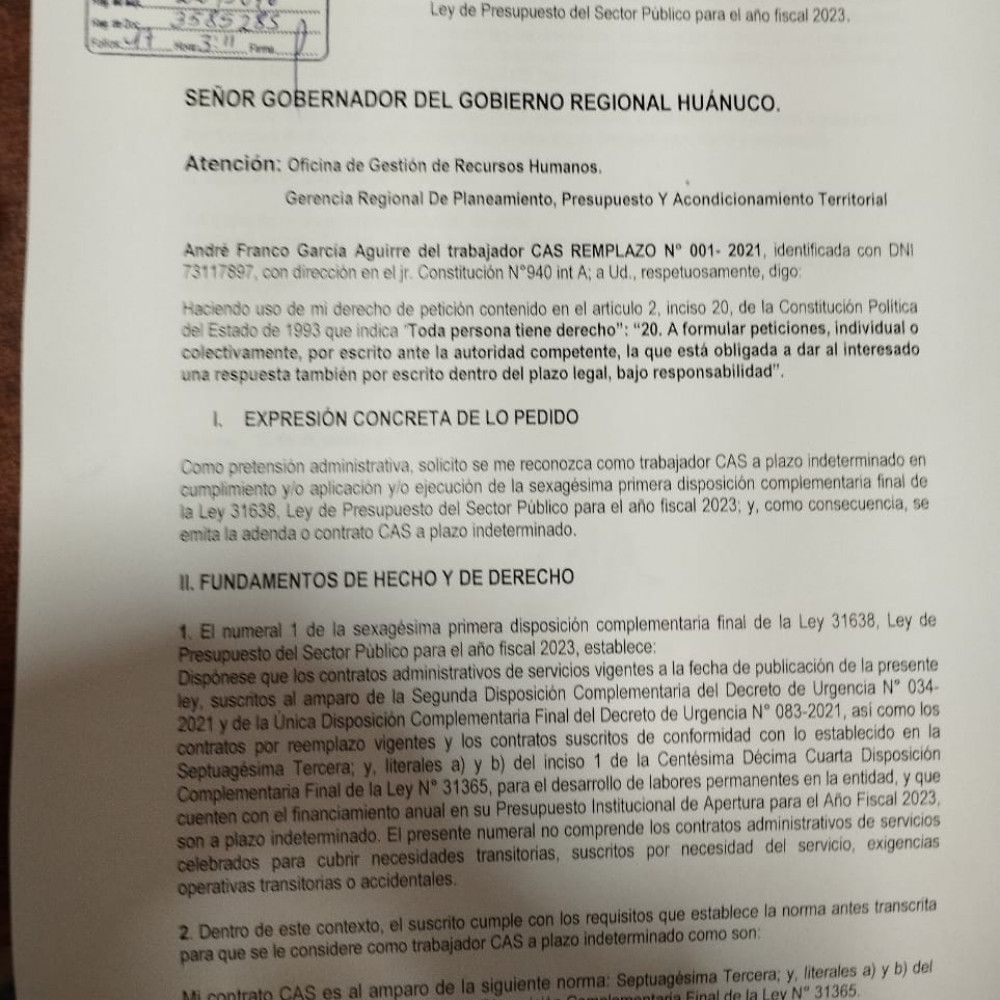 Ley de Presupuesto del Sector Público para el año fiscal 2023.
3585285
Folios: 47 Hora: 3:11 Firma
SEÑOR GOBERNADOR DEL GOBIERNO REGIONAL HUÁNUCO.
Atención: Oficina de Gestión de Recursos Humanos.
Gerencia Regional De Planeamiento, Presupuesto Y Acondicionamiento Territorial
André Franco García Aguirre del trabajador CAS REMPLAZO N° 001- 2021, identificada con DNI
73117897, con dirección en el jr. Constitución N°940 int A; a Ud., respetuosamente, digo:
Haciendo uso de mi derecho de petición contenido en el articulo 2, inciso 20, de la Constitución Política
del Estado de 1993 que indica "Toda persona tiene derecho": "20. A formular peticiones, individual o
colectivamente, por escrito ante la autoridad competente, la que está obligada a dar al interesado
una respuesta también por escrito dentro del plazo legal, bajo responsabilidad".
I. EXPRESIÓN CONCRETA DE LO PEDIDO
Como pretensión administrativa, solicito se me reconozca como trabajador CAS a plazo indeterminado en
cumplimiento y/o aplicación y/o ejecución de la sexagésima primera disposición complementaria final de
la Ley 31638, Ley de Presupuesto del Sector Público para el año fiscal 2023; y, como consecuencia, se
emita la adenda o contrato CAS a plazo indeterminado.
II. FUNDAMENTOS DE HECHO Y DE DERECHO
1. El numeral 1 de la sexagésima primera disposición complementaria final de la Ley 31638, Ley de
Presupuesto del Sector Público para el año fiscal 2023, establece:
Dispónese que los contratos administrativos de servicios vigentes a la fecha de publicación de la presente
ley, suscritos al amparo de la Segunda Disposición Complementaria del Decreto de Urgencia N° 034-
2021 y de la Única Disposición Complementaria Final del Decreto de Urgencia N° 083-2021, así como los
contratos por reemplazo vigentes y los contratos suscritos de conformidad con lo establecido en la
Septuagésima Tercera; y, literales a) y b) del inciso 1 de la Centésima Décima Cuarta Disposición
Complementaria Final de la Ley N° 31365, para el desarrollo de labores permanentes en la entidad, y que
cuenten con el financiamiento anual en su Presupuesto Institucional de Apertura para el Año Fiscal 2023,
son a plazo indeterminado. El presente numeral no comprende los contratos administrativos de servicios
celebrados para cubrir necesidades transitorias, suscritos por necesidad del servicio, exigencias
operativas transitorias o accidentales.
2. Dentro de este contexto, el suscrito cumple con los requisitos que establece la norma antes transcrita
para que se le considere como trabajador CAS a plazo indeterminado como son:
Mi contrato CAS es al amparo de la siguiente norma: Septuagésima Tercera; y, literales a) y b) del
Complementaria Final de la Ley N° 31365.